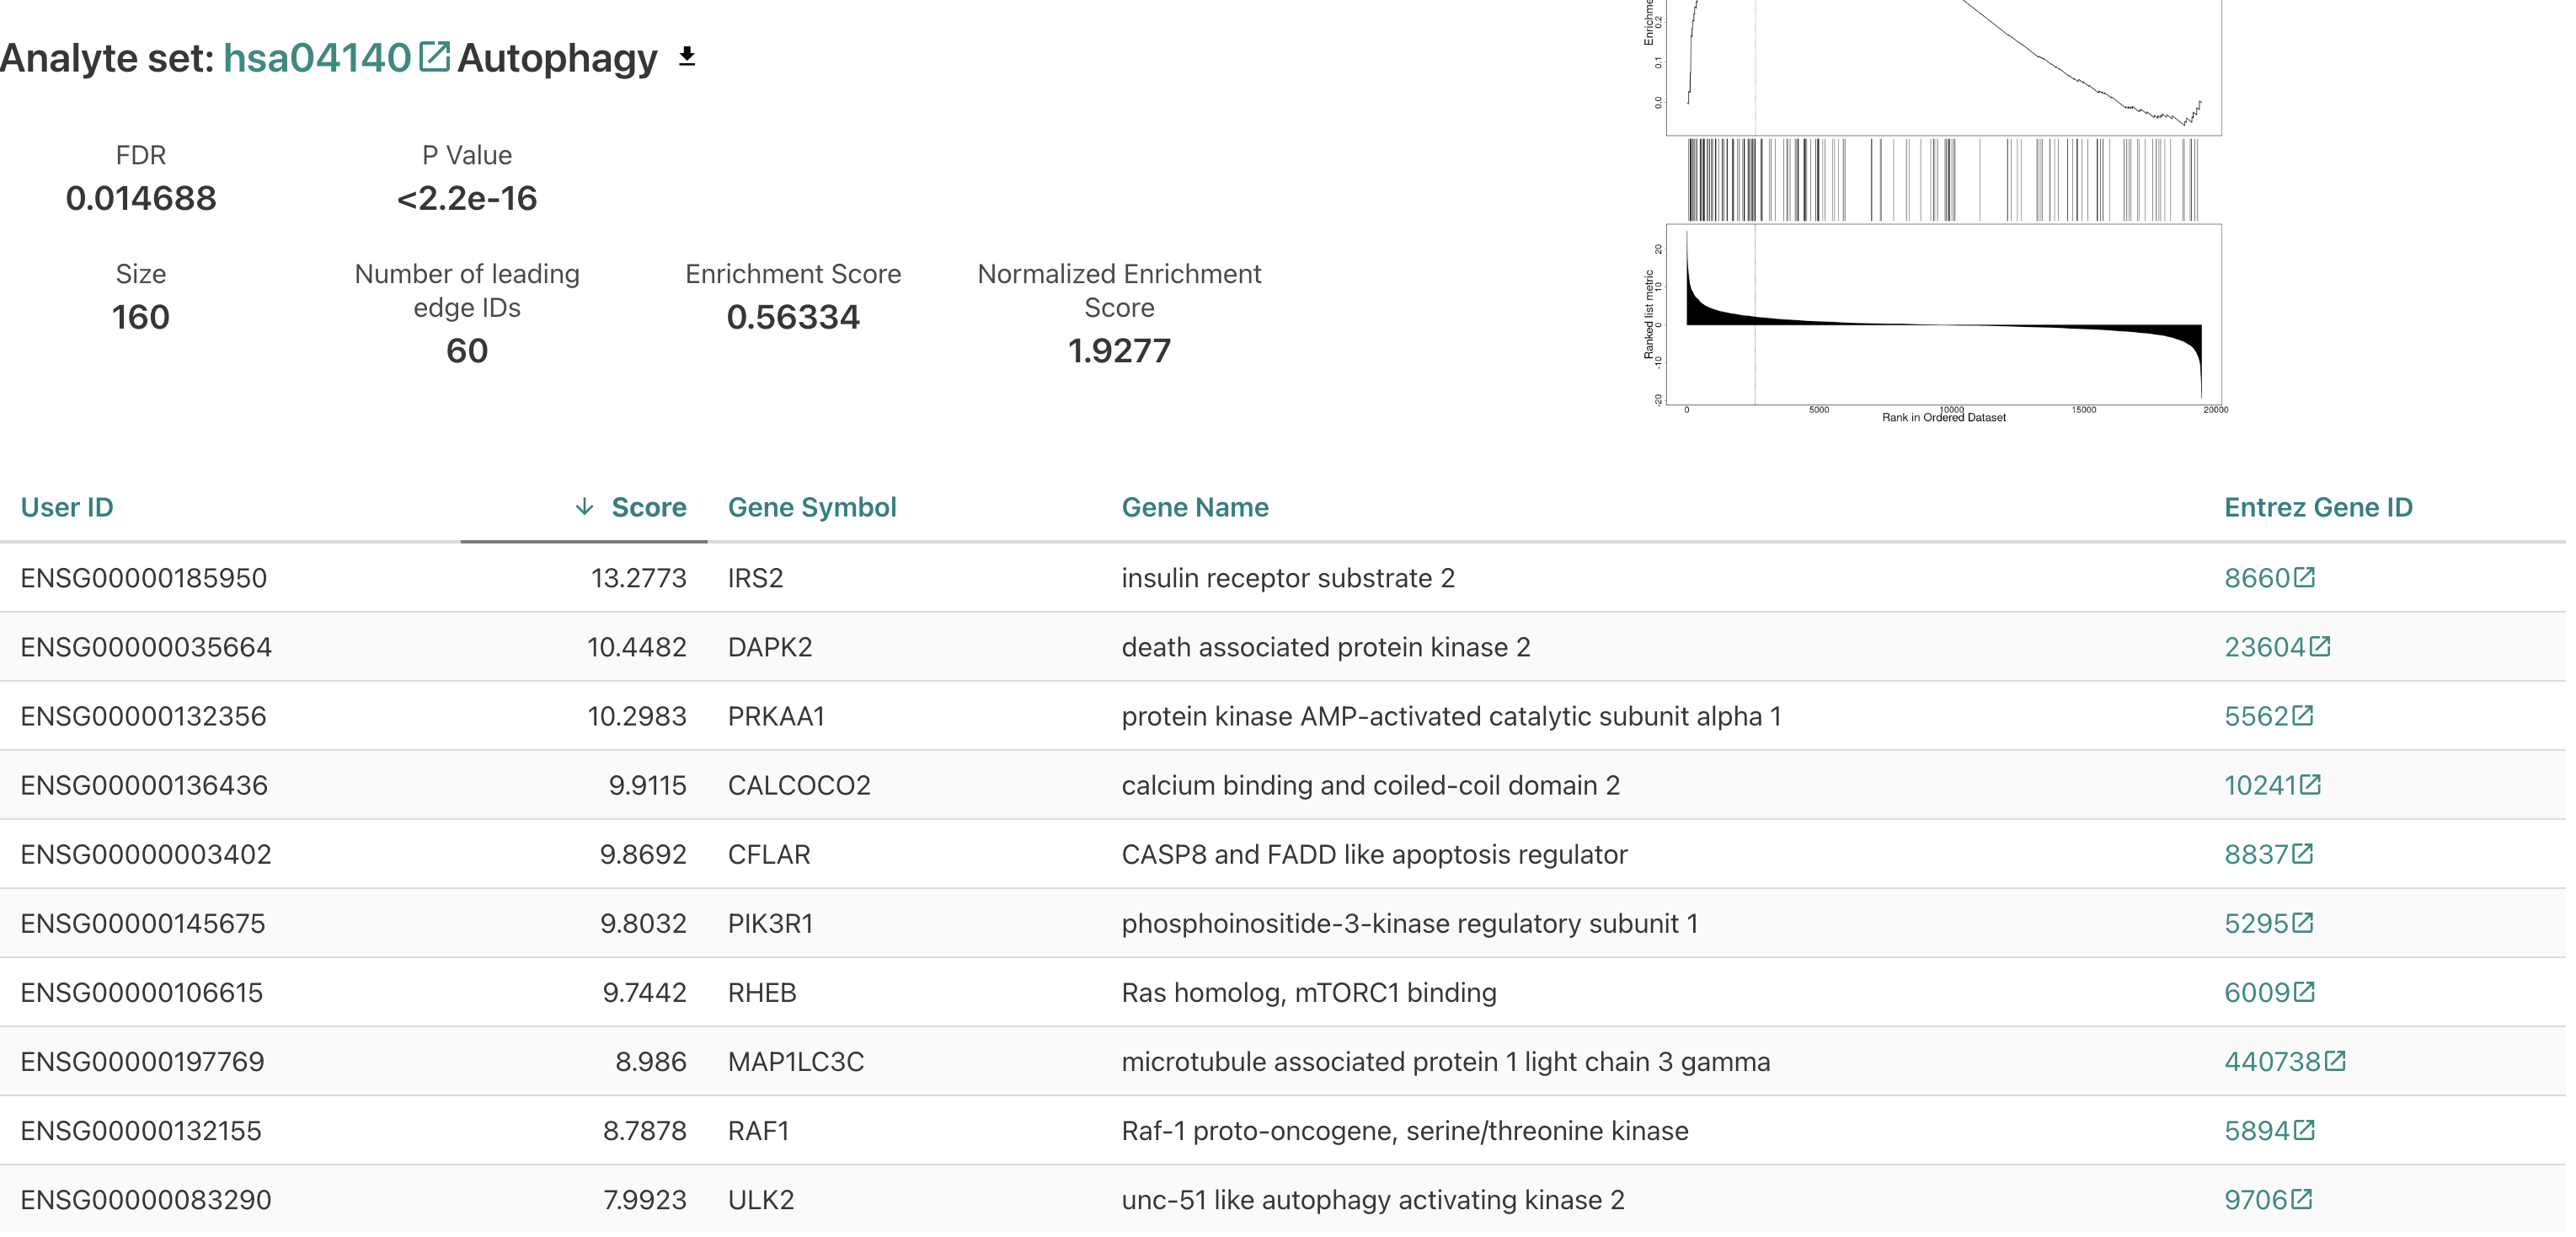 Analyte set: hsa04140 Autophagy
FDR
0.014688
P Value
<2.2e-16
Size
160
Number of leading
edge IDs
60
Enrichment Score
0.56334
Normalized Enrichment
Score
1.9277
0.2
0.1
0.0
20
10
0
-10
-20
Ranked list metric
0 5000 10000 15000 20000
Rank in Ordered Dataset
User ID Score Gene Symbol Gene Name Entrez Gene ID
ENSG00000185950 13.2773 IRS2 insulin receptor substrate 2 8660
ENSG00000035664 10.4482 DAPK2 death associated protein kinase 2 23604
ENSG00000132356 10.2983 PRKAA1 protein kinase AMP-activated catalytic subunit alpha 1 5562
ENSG00000136436 9.9115 CALCOCO2 calcium binding and coiled-coil domain 2 10241
ENSG00000003402 9.8692 CFLAR CASP8 and FADD like apoptosis regulator 8837
ENSG00000145675 9.8032 PIK3R1 phosphoinositide-3-kinase regulatory subunit 1 5295
ENSG00000106615 9.7442 RHEB Ras homolog, mTORC1 binding 6009
ENSG00000197769 8.986 MAP1LC3C microtubule associated protein 1 light chain 3 gamma 440738
ENSG00000132155 8.7878 RAF1 Raf-1 proto-oncogene, serine/threonine kinase 5894
ENSG00000083290 7.9923 ULK2 unc-51 like autophagy activating kinase 2 9706